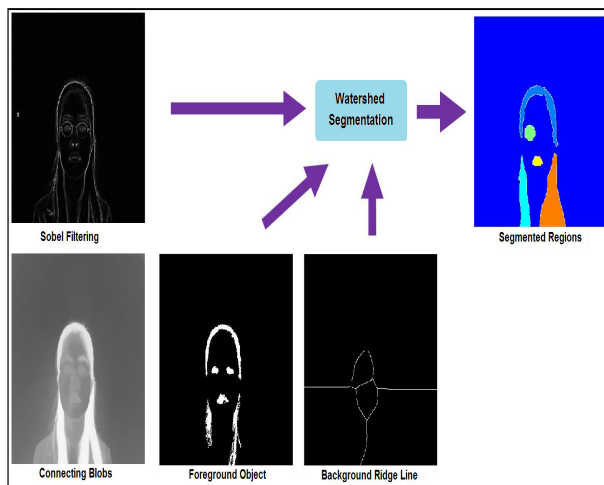 Watershed
Segmentation
Sobel Filtering
Segmented Regions
Connecting Blobs
Foreground Object
Background Ridge Line